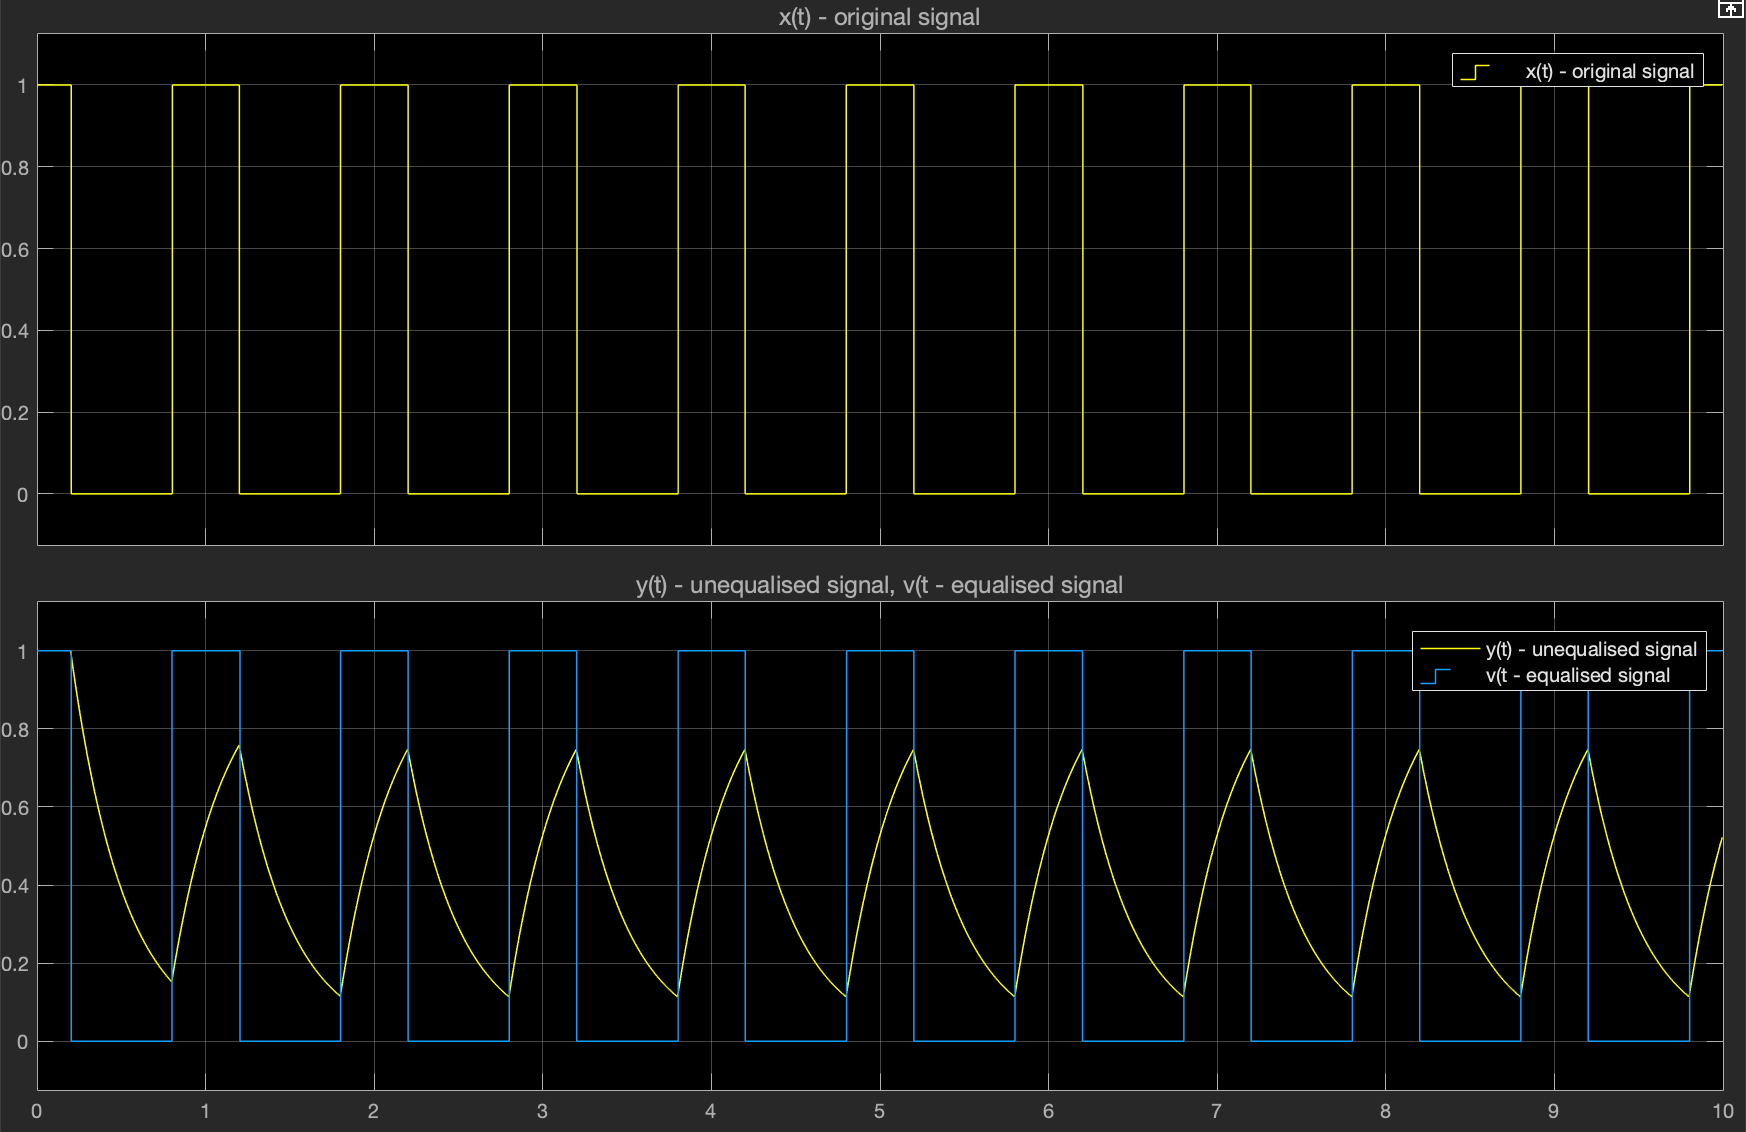 x(t) - original signal
x(t) - original signal
1
0.8
0.6
0.4
0.2
0
y(t) - unequalised signal, v(t - equalised signal
y(t) - unequalised signal
v(t - equalised signal
1
0.8
0.6
0.4
0.2
0
0 1 2 3 4 5 6 7 8 9 10